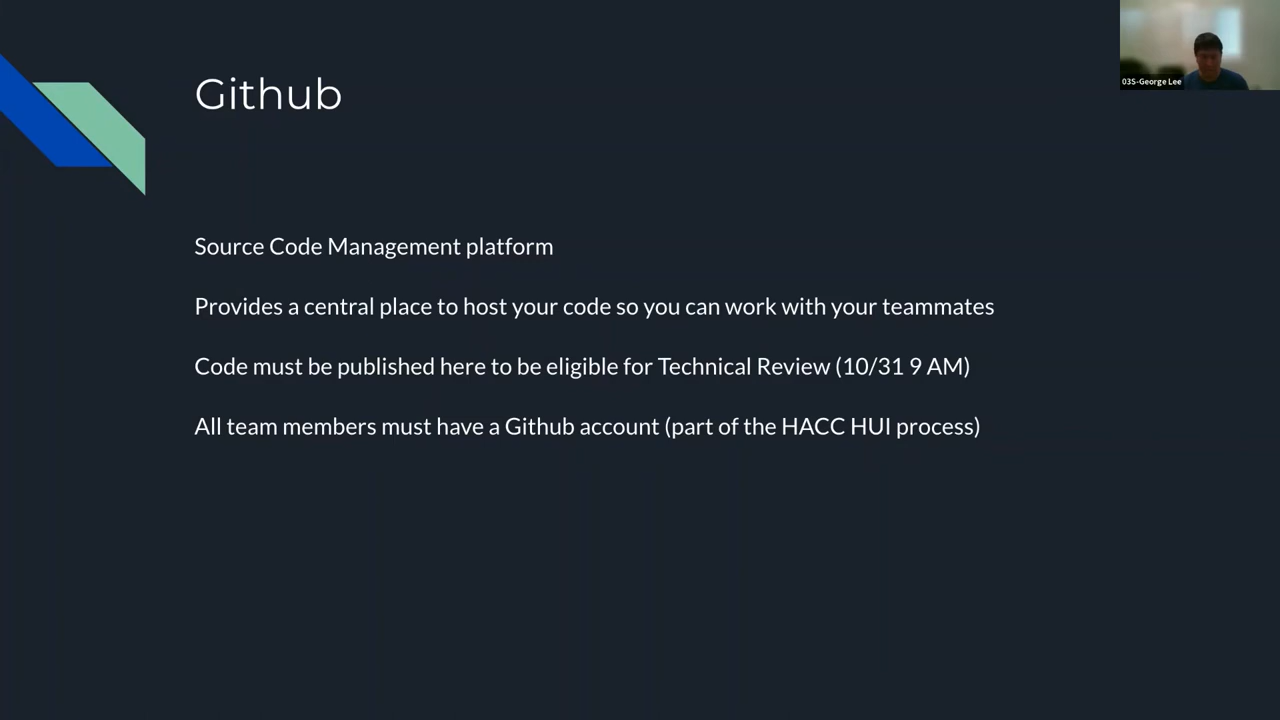 Github
03S-George Lee
Source Code Management platform
Provides a central place to host your code so you can work with your teammates
Code must be published here to be eligible for Technical Review (10/31 9 AM)
All team members must have a Github account (part of the HACC HUI process)